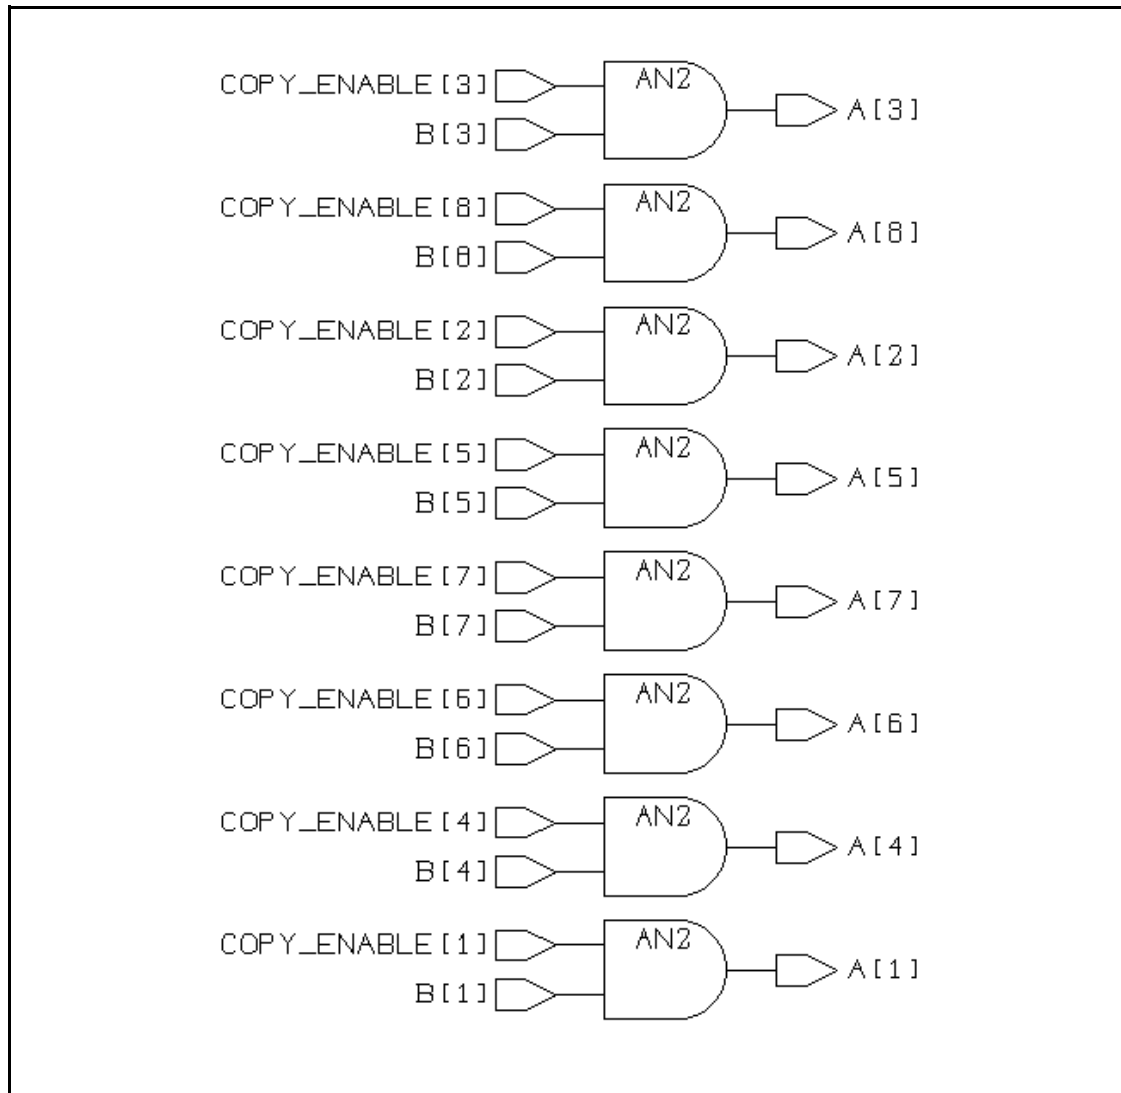 COPY_ENABLE[3] AN2
B[3] A[3]
COPY_ENABLE[8] AN2
B[8] A[8]
COPY_ENABLE[2] AN2
B[2] A[2]
COPY_ENABLE[5] AN2
B[5] A[5]
COPY_ENABLE[7] AN2
B[7] A[7]
COPY_ENABLE[6] AN2
B[6] A[6]
COPY_ENABLE[4] AN2
B[4] A[4]
COPY_ENABLE[1] AN2
B[1] A[1]